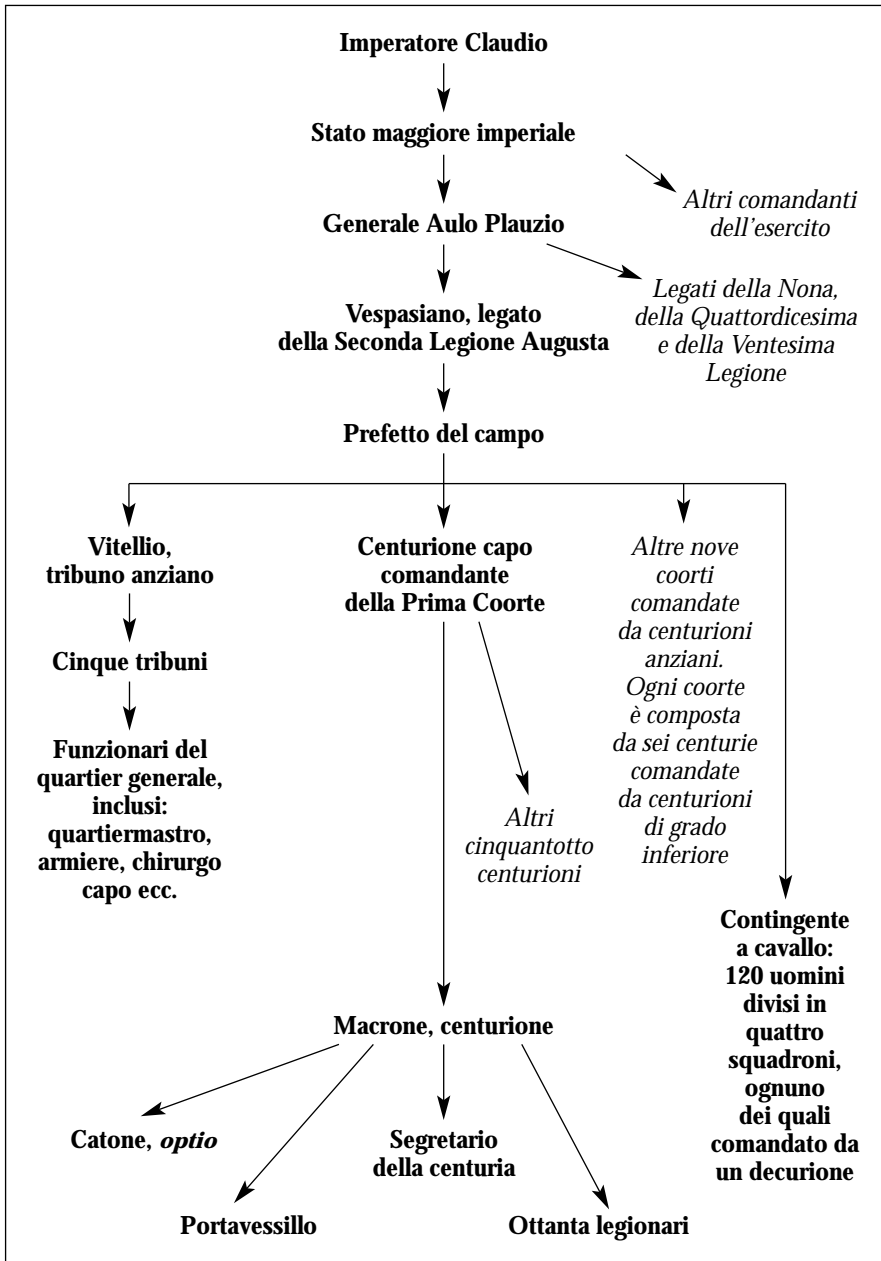 Imperatore Claudio
Stato maggiore imperiale
Altri comandanti
dell'esercito
Generale Aulo Plauzio
Legati della Nona,
della Quattordicesima
e della Ventesima
Legione
Vespasiano, legato
della Seconda Legione Augusta
Prefetto del campo
Vitellio,
tribuno anziano
Cinque tribuni
Funzionari del
quartier generale,
inclusi:
quartiermastro,
armiere, chirurgo
capo ecc.
Centurione capo
comandante
della Prima Coorte
Altri
cinquantotto
centurioni
Altre nove
coorti
comandate
da centurioni
anziani.
Ogni coorte
è composta
da sei centurie
comandate
da centurioni
di grado
inferiore
Contingente
a cavallo:
120 uomini
divisi in
quattro
squadroni,
ognuno
dei quali
comandato da
un decurione
Macrone, centurione
Catone, optio
Portavessillo
Segretario
della centuria
Ottanta legionari